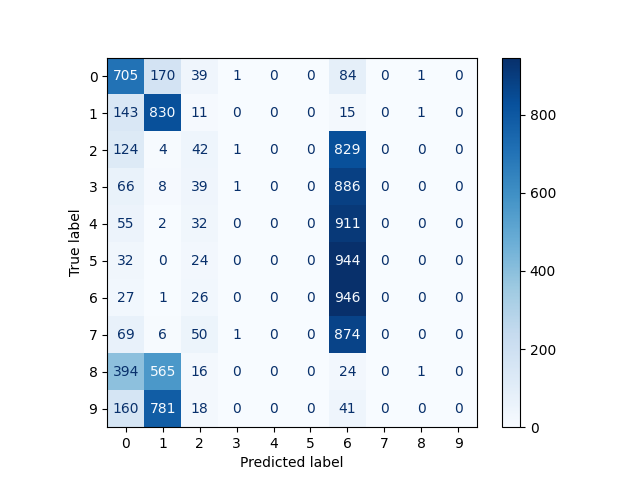 0 705 170 39 1 0 0 84 0 1 0
1 143 830 11 0 0 0 15 0 1 0
2 124 4 42 1 0 0 829 0 0 0
3 66 8 39 1 0 0 886 0 0 0
4 55 2 32 0 0 0 911 0 0 0
5 32 0 24 0 0 0 944 0 0 0
6 27 1 26 0 0 0 946 0 0 0
7 69 6 50 1 0 0 874 0 0 0
8 394 565 16 0 0 0 24 0 1 0
9 160 781 18 0 0 0 41 0 0 0
0 1 2 3 4 5 6 7 8 9
Predicted label
True label
800
600
400
200
0